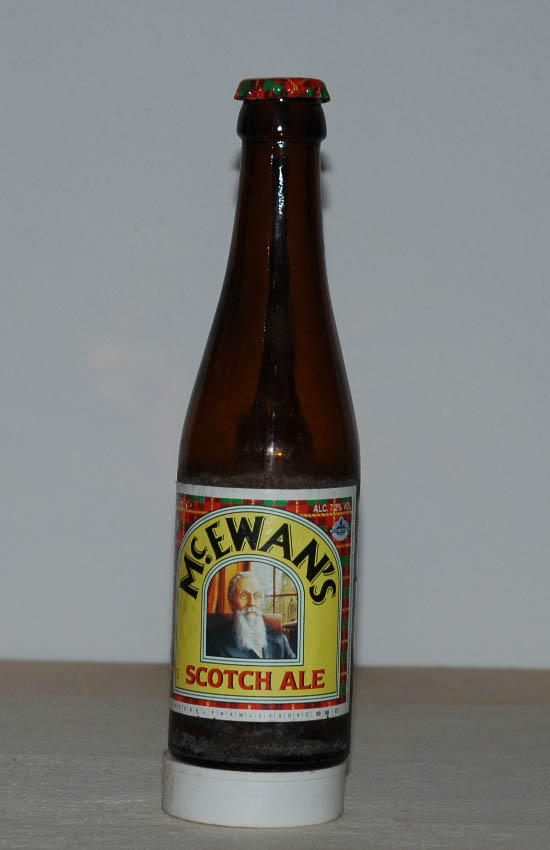 ALC. 7,2% VOL
McEWAN'S
SCOTCH ALE